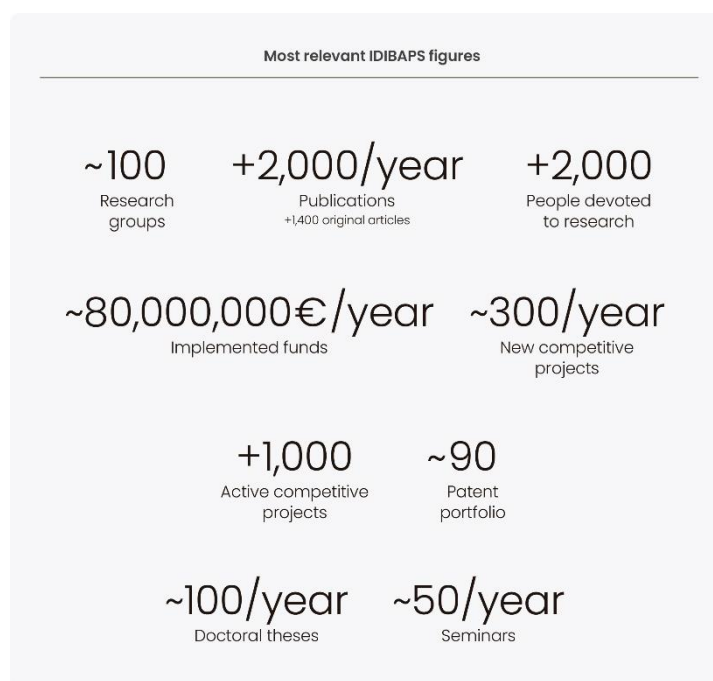 Most relevant IDIBAPS figures
~100
Research
groups
+2,000/year
Publications
+1,400 original articles
+2,000
People devoted
to research
~80,000,000€/year
Implemented funds
~300/year
New competitive
projects
+1,000
Active competitive
projects
~90
Patent
portfolio
~100/year
Doctoral theses
~50/year
Seminars